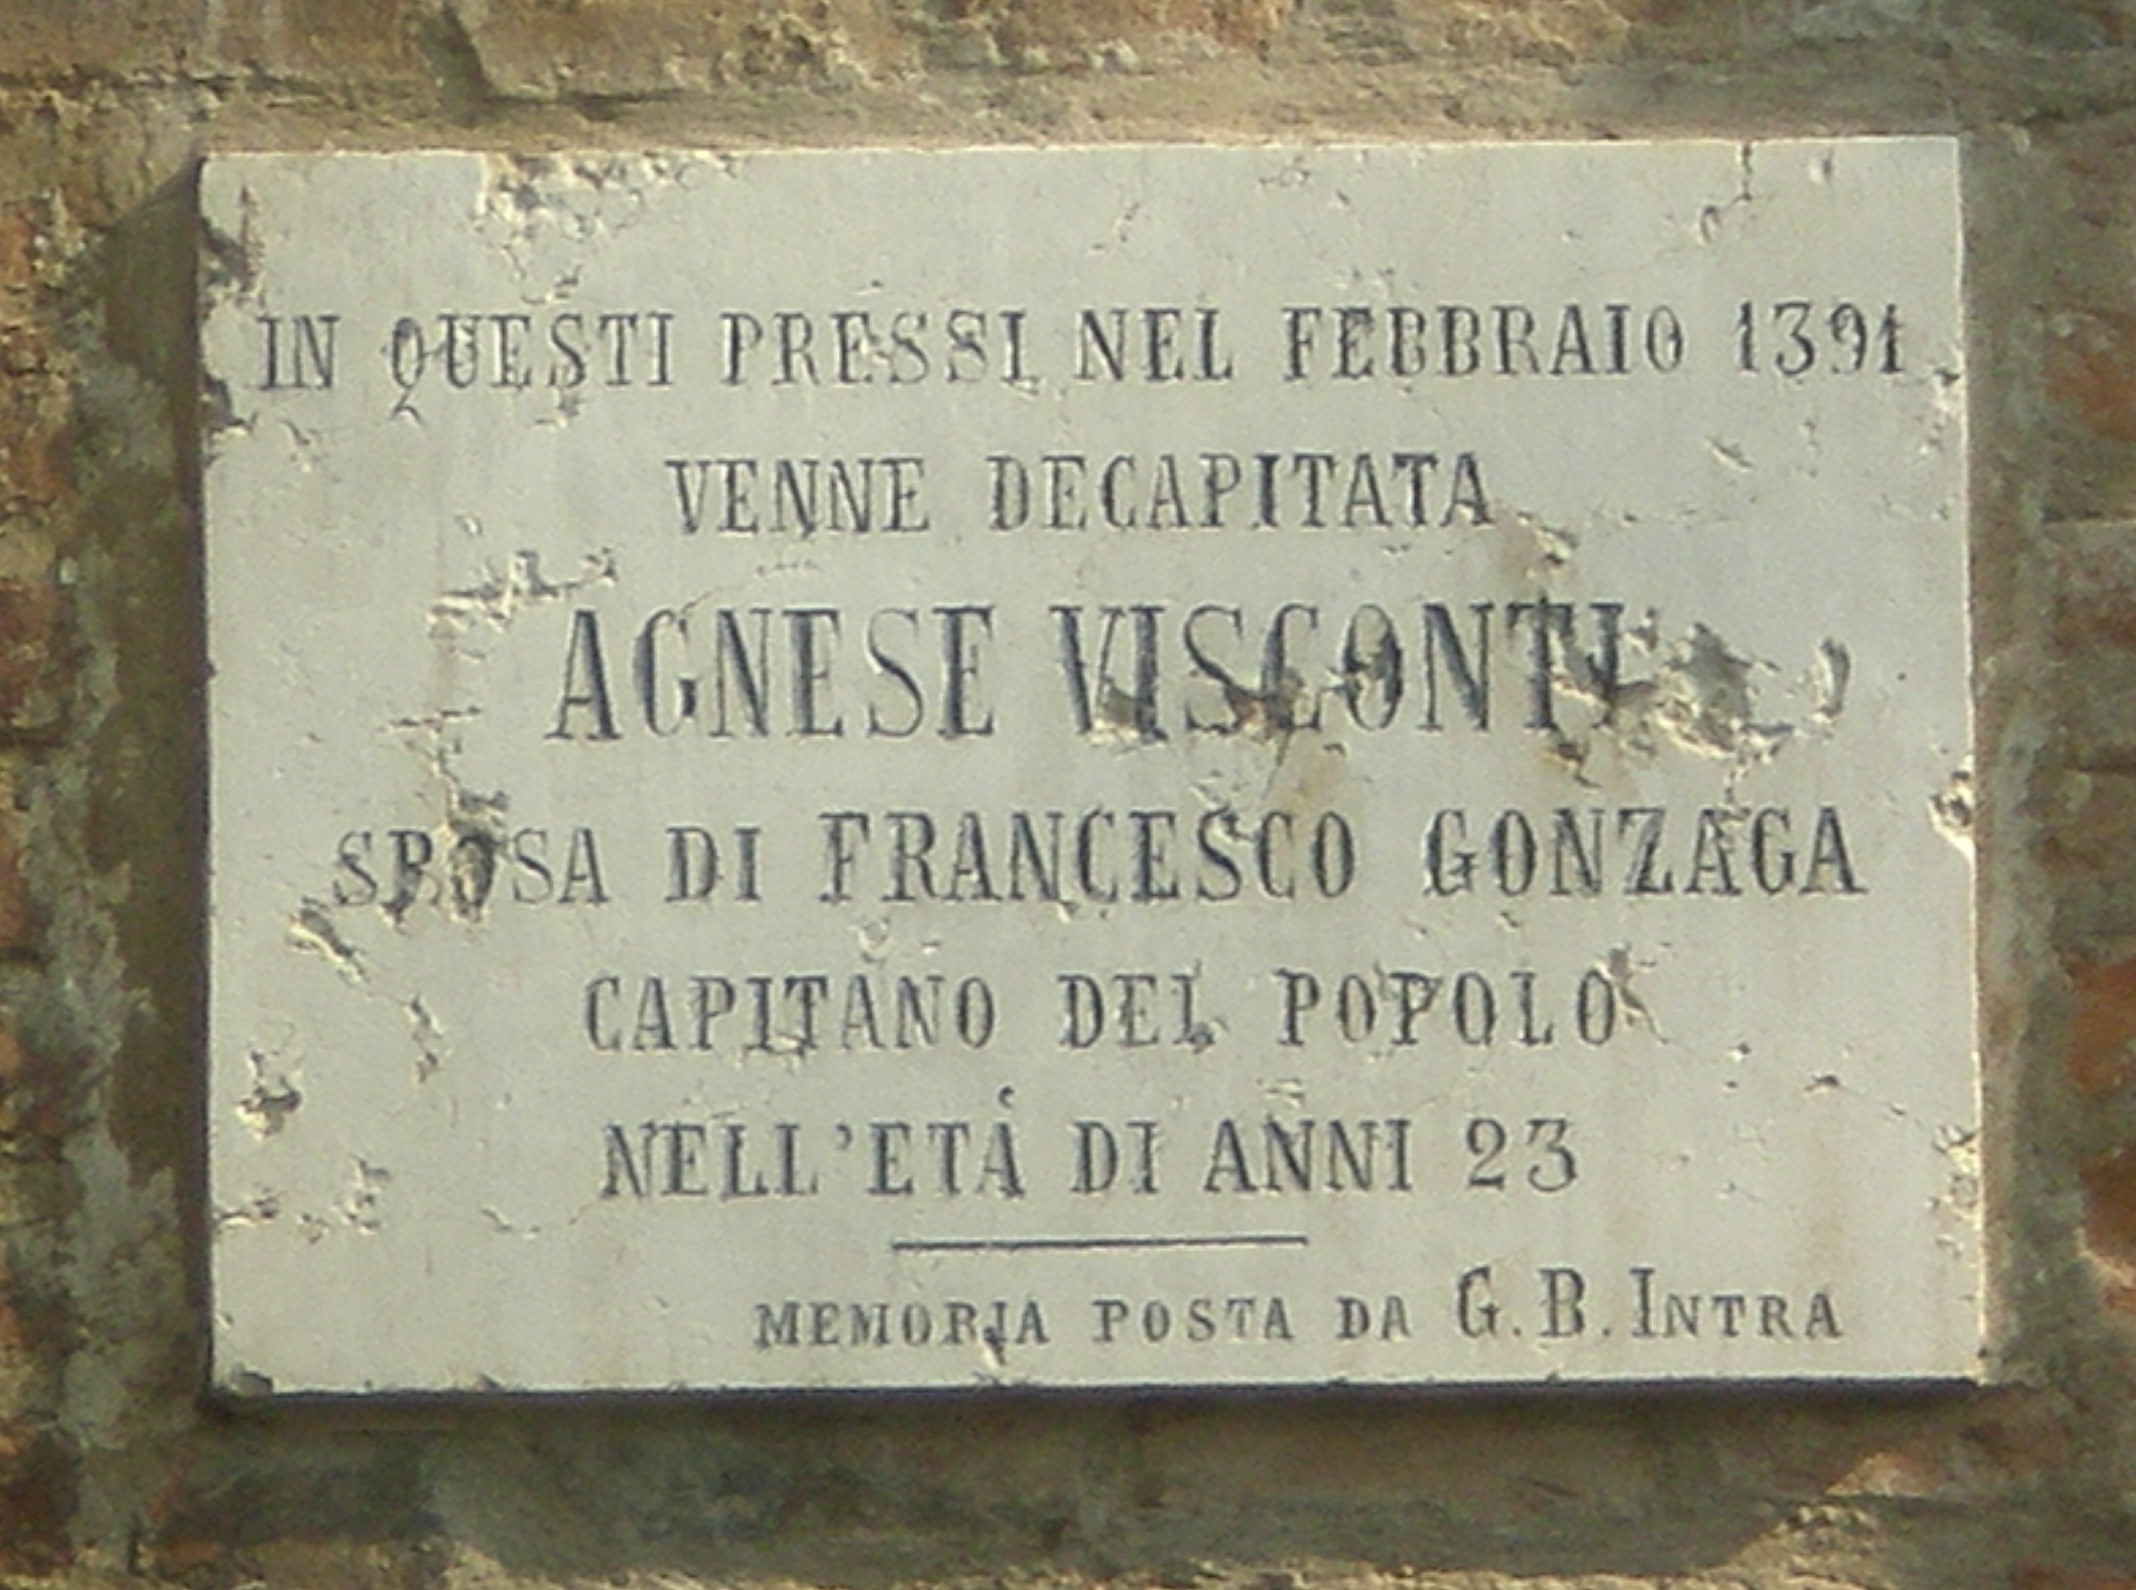 IN QUESTI PRESSI NEL FEBBRAIO 1391
VENNE DECAPITATA
AGNESE VISCONTI
SPOSA DI FRANCESCO GONZAGA
CAPITANO DEL POPOLO
NELL'ETÀ DI ANNI 23
MEMORIA POSTA DA G. B. INTRA